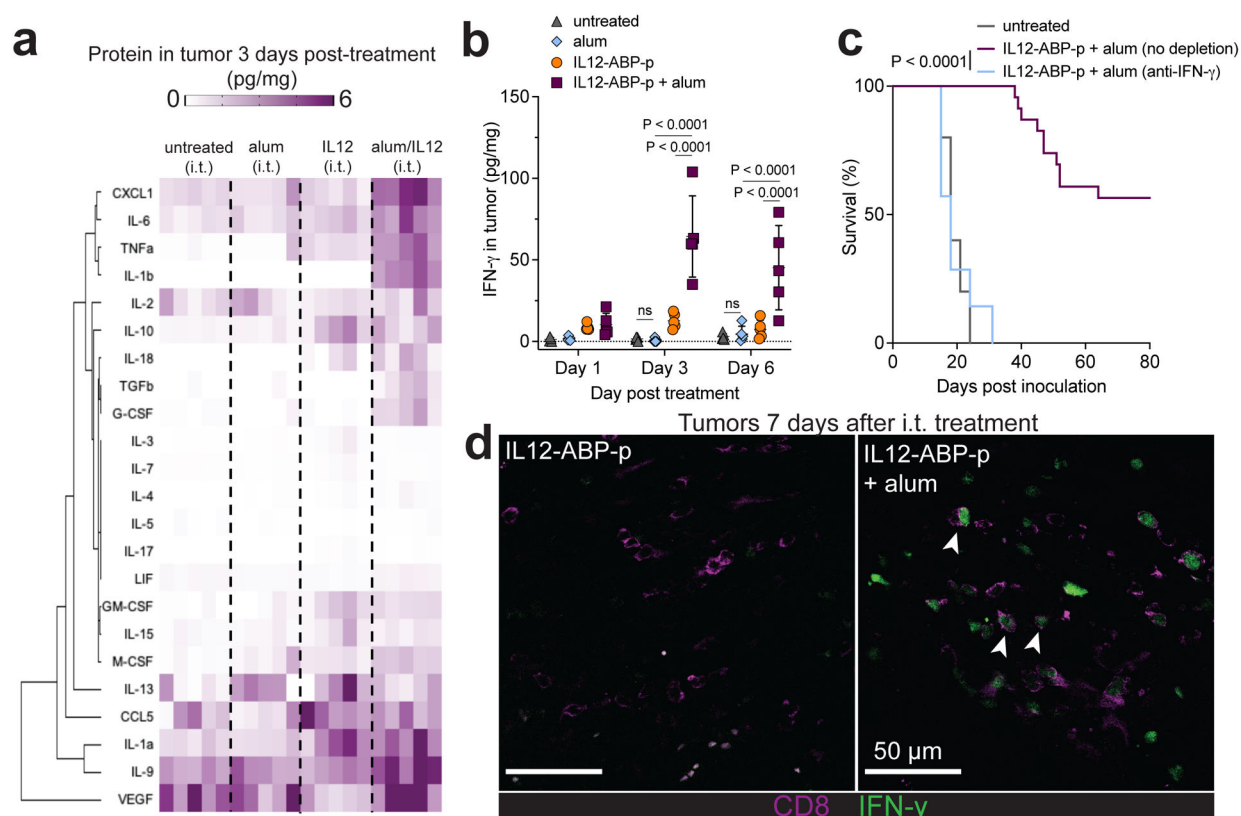 a
Protein in tumor 3 days post-treatment
(pg/mg)
0 6
untreated
(i.t.)
alum
(i.t.)
IL12
(i.t.)
alum/IL12
(i.t.)
CXCL1
IL-6
TNFa
IL-1b
IL-2
IL-10
IL-18
TGFb
G-CSF
IL-3
IL-7
IL-4
IL-5
IL-17
LIF
GM-CSF
IL-15
M-CSF
IL-13
CCL5
IL-1a
IL-9
VEGF
b
untreated
alum
IL12-ABP-p
IL12-ABP-p + alum
IFN-γ in tumor (pg/mg)
150
100
50
0
P < 0.0001
P < 0.0001
ns
P < 0.0001
P < 0.0001
ns
Day 1 Day 3 Day 6
Day post treatment
c
untreated
IL12-ABP-p + alum (no depletion)
IL12-ABP-p + alum (anti-IFN-γ)
P < 0.0001
Survival (%)
100
50
0
0 20 40 60 80
Days post inoculation
d
Tumors 7 days after i.t. treatment
IL12-ABP-p
IL12-ABP-p
+ alum
50 µm
CD8 IFN-γ